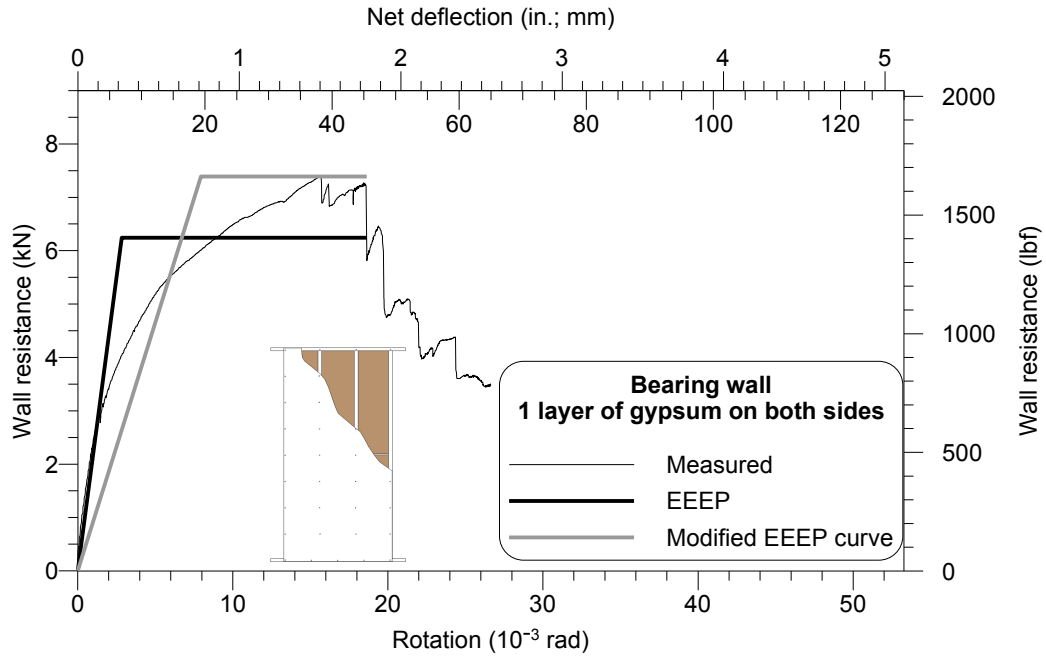 Net deflection (in.; mm)
0 1 2 3 4 5
20 40 60 80 100 120
Wall resistance (kN)
8
6
4
2
0
2000
1500
1000
500
0
Wall resistance (lbf)
Bearing wall
1 layer of gypsum on both sides
Measured
EEEP
Modified EEEP curve
0 10 20 30 40 50
Rotation (10⁻³ rad)